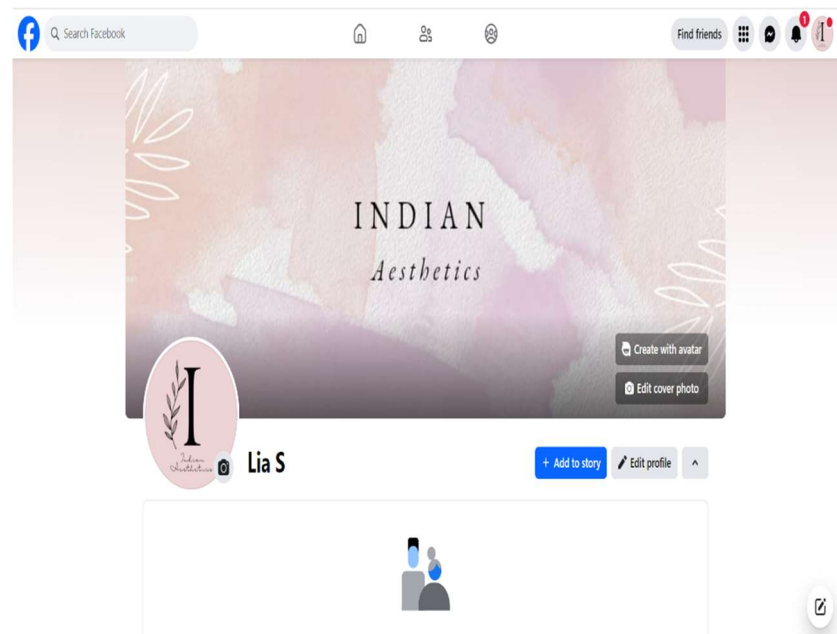 Search Facebook
Find friends
1
I
INDIAN
Aesthetics
Create with avatar
Edit cover photo
I
Indian
Aesthetics
Lia S
+ Add to story
Edit profile